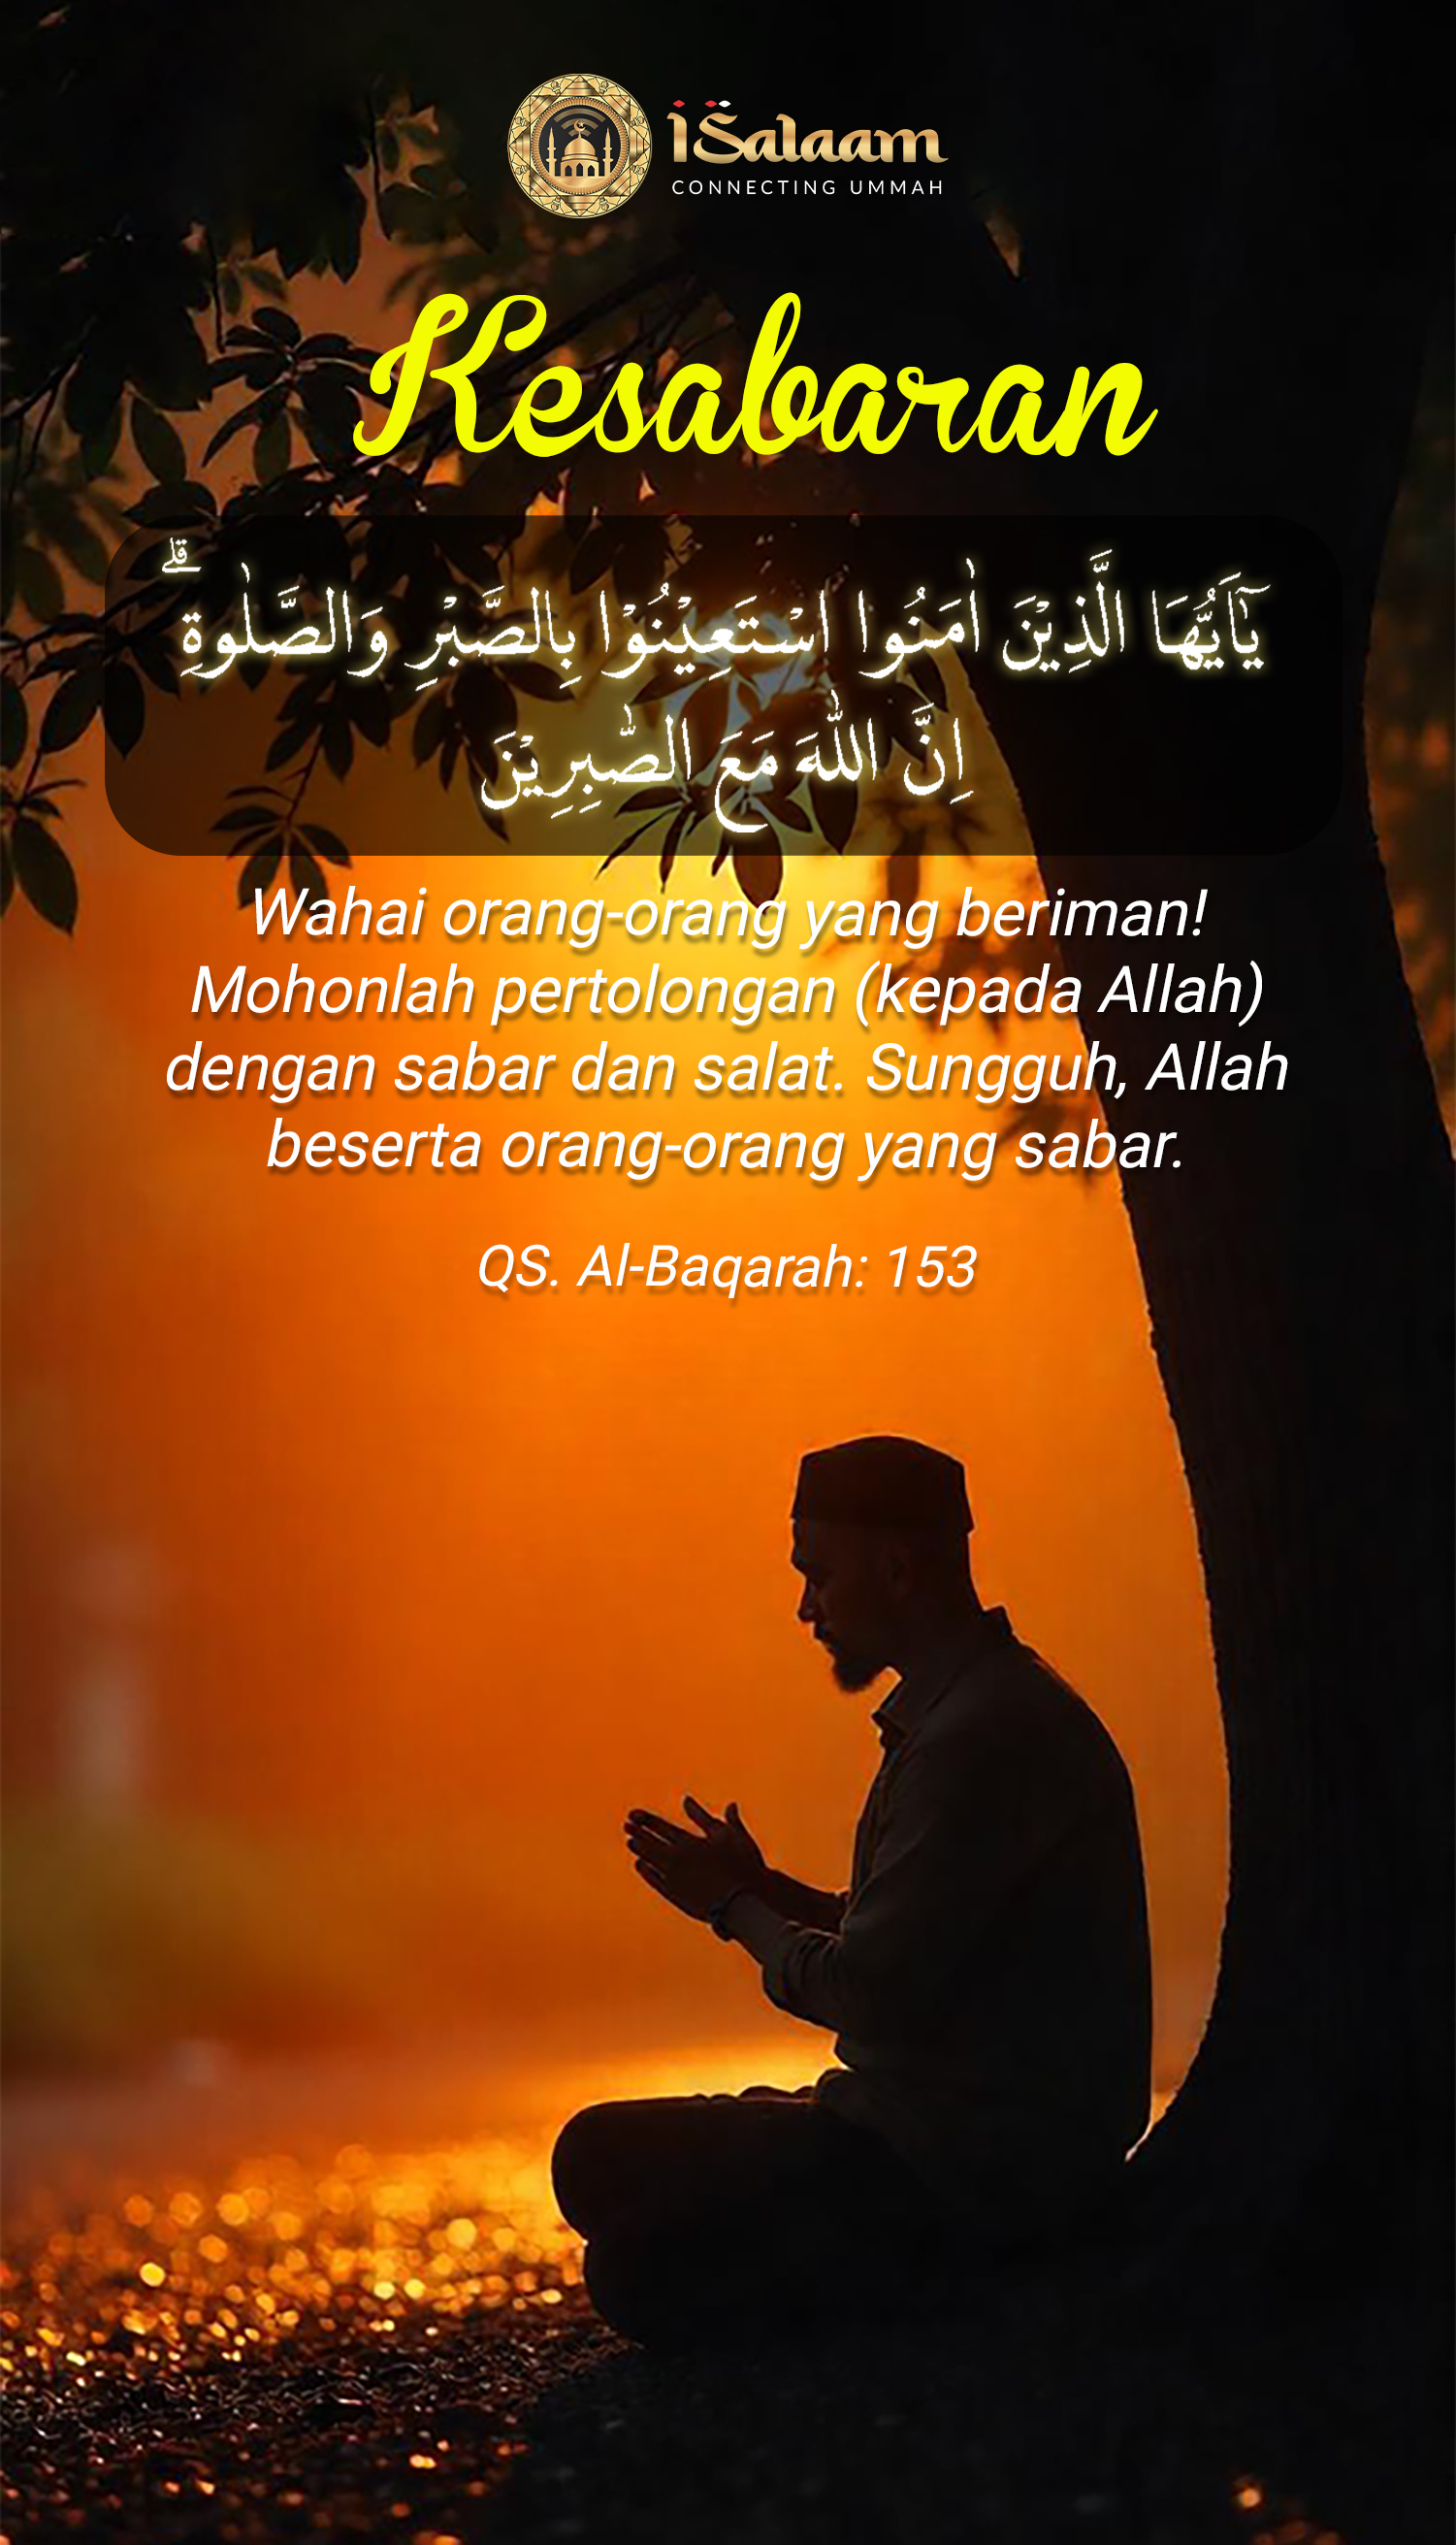 iSalaam
CONNECTING UMMAH
Kesabaran
يٰٓاَيُّهَا الَّذِيْنَ اٰمَنُوا اسْتَعِيْنُوْا بِالصَّبْرِ وَالصَّلٰوةِۗ
اِنَّ اللّٰهَ مَعَ الصّٰبِرِيْنَ
Wahai orang-orang yang beriman!
Mohonlah pertolongan (kepada Allah)
dengan sabar dan salat. Sungguh, Allah
beserta orang-orang yang sabar.
QS. Al-Baqarah: 153